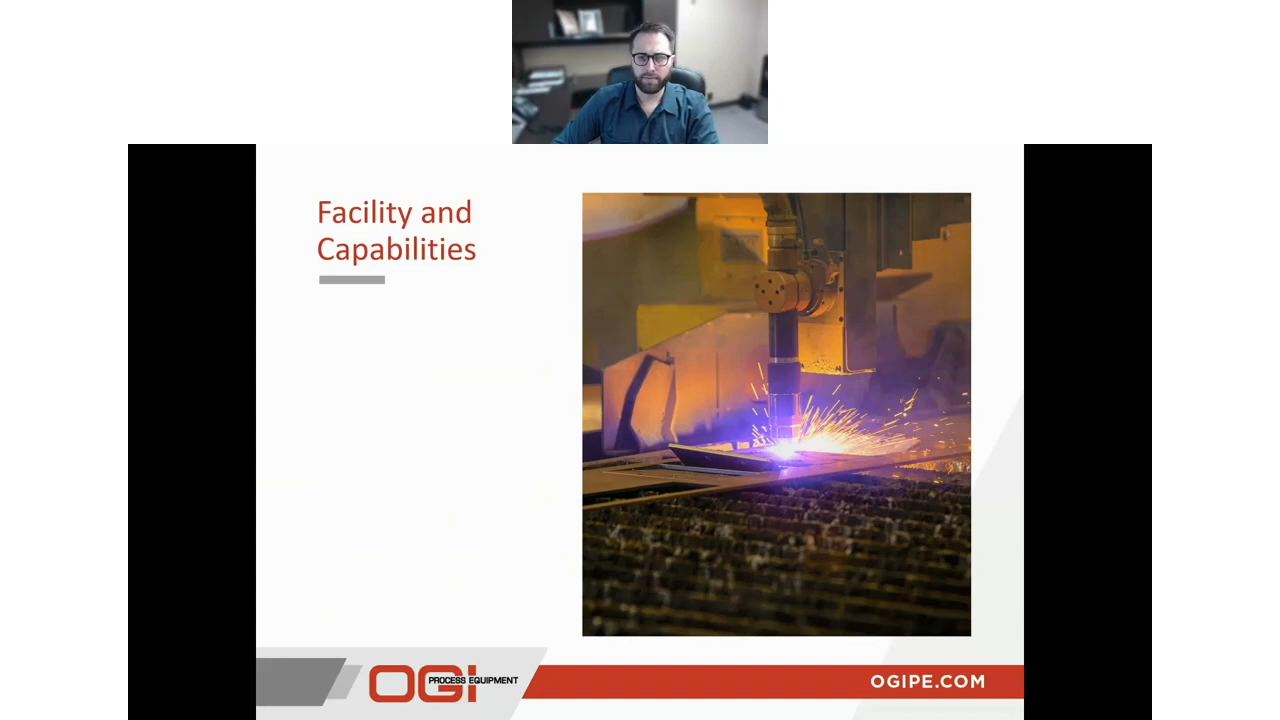 Facility and
Capabilities
OGI
PROCESS EQUIPMENT
OGIPE.COM